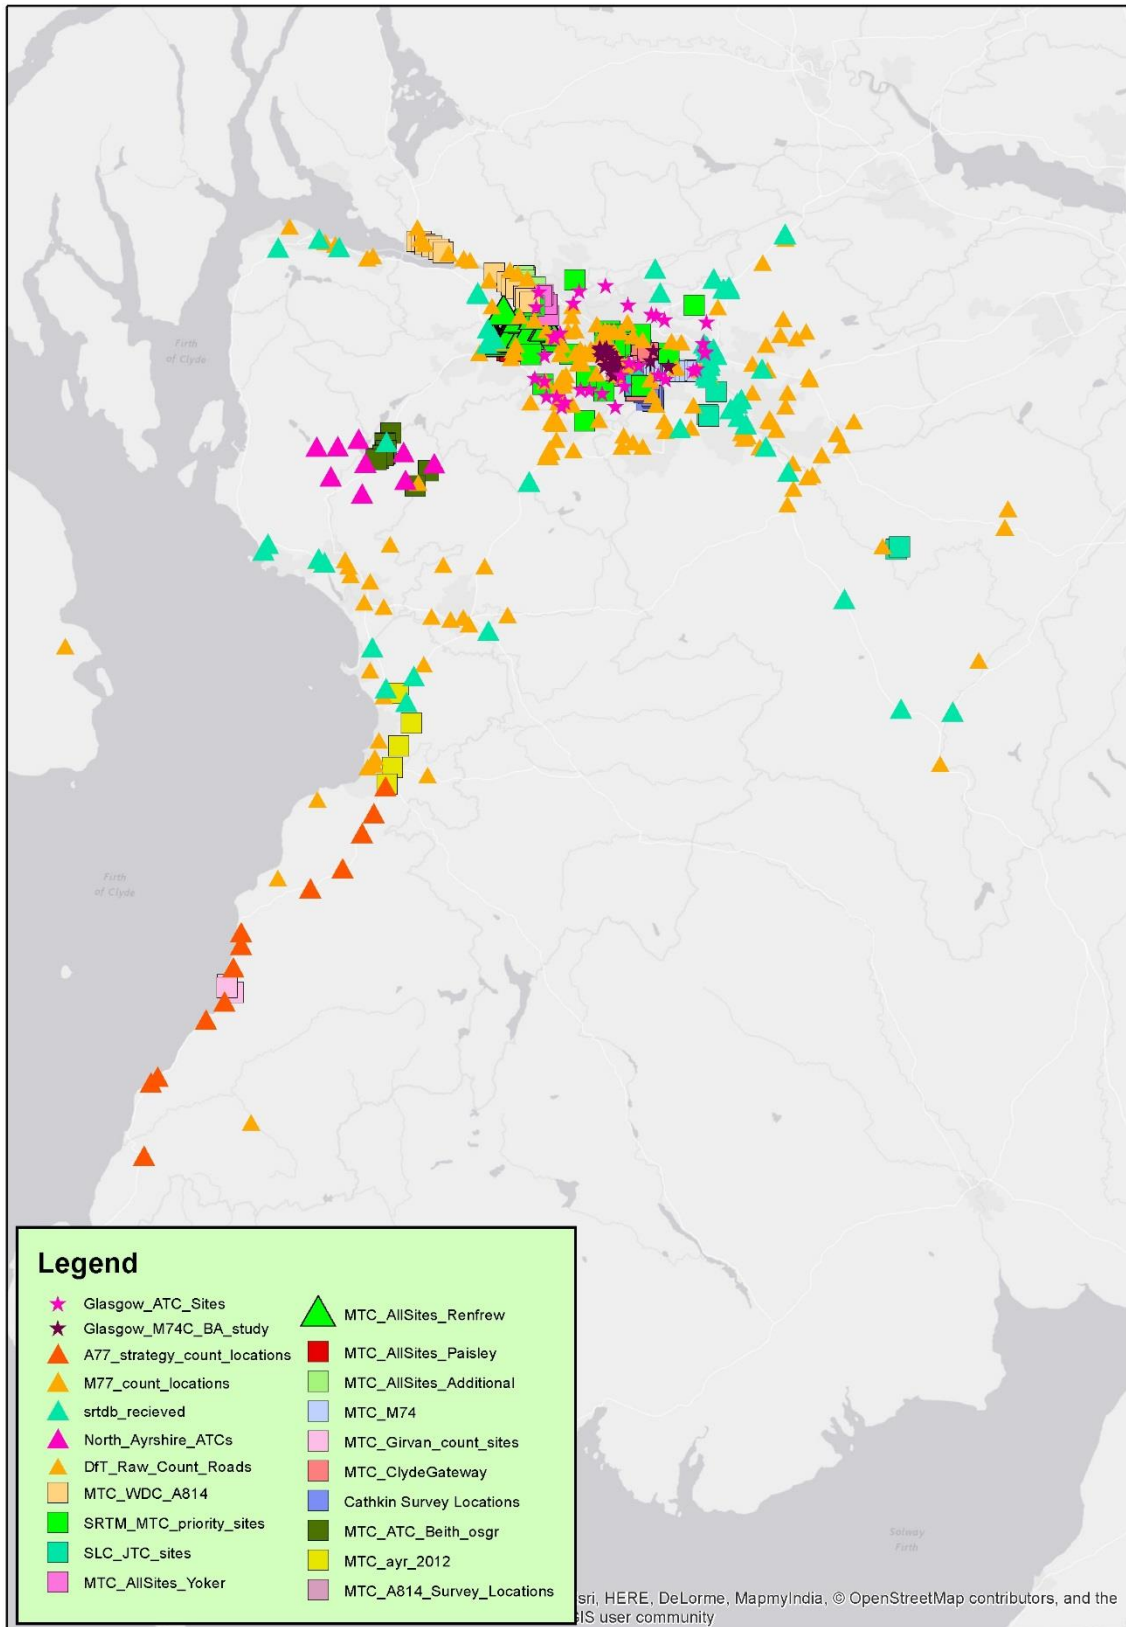 Firth
of Clyde
Firth
of Clyde
Solway
Firth
Legend
Glasgow_ATC_Sites
Glasgow_M74C_BA_study
A77_strategy_count_locations
M77_count_locations
srtdb_recieved
North_Ayrshire_ATCs
DfT_Raw_Count_Roads
MTC_WDC_A814
SRTM_MTC_priority_sites
SLC_JTC_sites
MTC_AllSites_Yoker
MTC_AllSites_Renfrew
MTC_AllSites_Paisley
MTC_AllSites_Additional
MTC_M74
MTC_Girvan_count_sites
MTC_ClydeGateway
Cathkin Survey Locations
MTC_ATC_Beith_osgr
MTC_ayr_2012
MTC_A814_Survey_Locations
sri, HERE, DeLorme, MapmyIndia, © OpenStreetMap contributors, and the
GIS user community